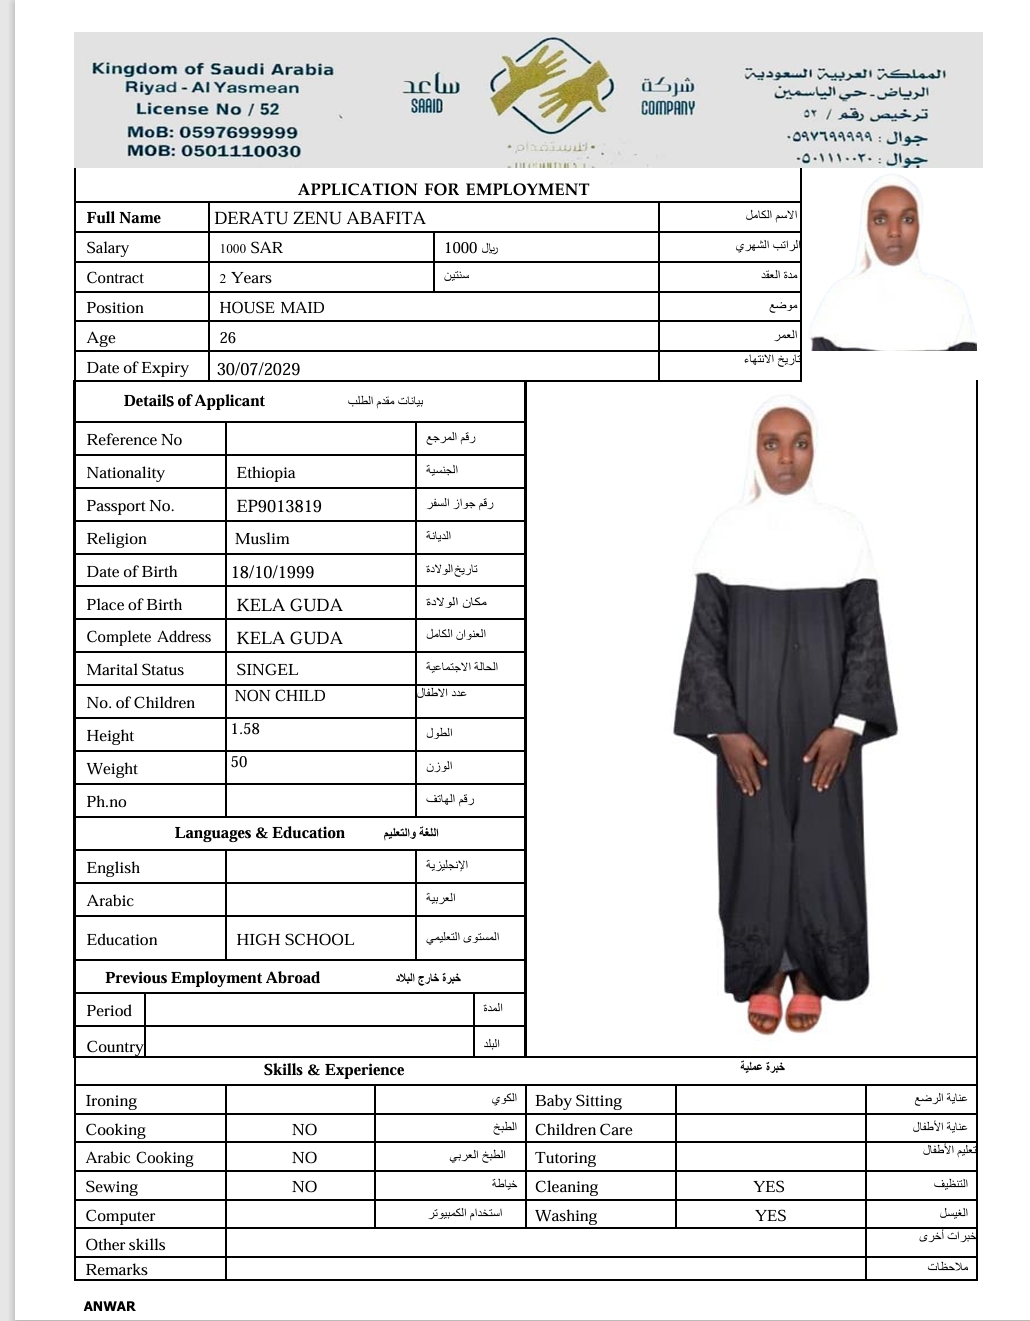 Kingdom of Saudi Arabia
Riyad - Al Yasmean
License No / 52
MoB: 0597699999
MOB: 0501110030
ساعد
SAAID
شركة
COMPANY
للاستقدام
المملكة العربية السعودية
الرياض - حي الياسمين
ترخيص رقم / ٥٢
جوال : ٠٥٩٧٦٩٩٩٩٩
جوال : ٠٥٠١١١٠٠٣٠
APPLICATION FOR EMPLOYMENT
Full Name DERATU ZENU ABAFITA الاسم الكامل
Salary 1000 SAR 1000 ريال الراتب الشهري
Contract 2 Years سنتين مدة العقد
Position HOUSE MAID موضع
Age 26 العمر
Date of Expiry 30/07/2029 تاريخ الانتهاء
Details of Applicant بيانات مقدم الطلب
Reference No رقم المرجع
Nationality Ethiopia الجنسية
Passport No. EP9013819 رقم جواز السفر
Religion Muslim الديانة
Date of Birth 18/10/1999 تاريخ الولادة
Place of Birth KELA GUDA مكان الولادة
Complete Address KELA GUDA العنوان الكامل
Marital Status SINGEL الحالة الاجتماعية
No. of Children NON CHILD عدد الاطفال
Height 1.58 الطول
Weight 50 الوزن
Ph.no رقم الهاتف
Languages & Education اللغة والتعليم
English الإنجليزية
Arabic العربية
Education HIGH SCHOOL المستوى التعليمي
Previous Employment Abroad خبرة خارج البلاد
Period المدة
Country البلد
Skills & Experience خبرة عملية
Ironing الكوي Baby Sitting عناية الرضع
Cooking NO الطبخ Children Care عناية الأطفال
Arabic Cooking NO الطبخ العربي Tutoring تعليم الأطفال
Sewing NO خياطة Cleaning YES التنظيف
Computer استخدام الكمبيوتر Washing YES الغيسل
Other skills خبرات أخرى
Remarks ملاحظات
ANWAR